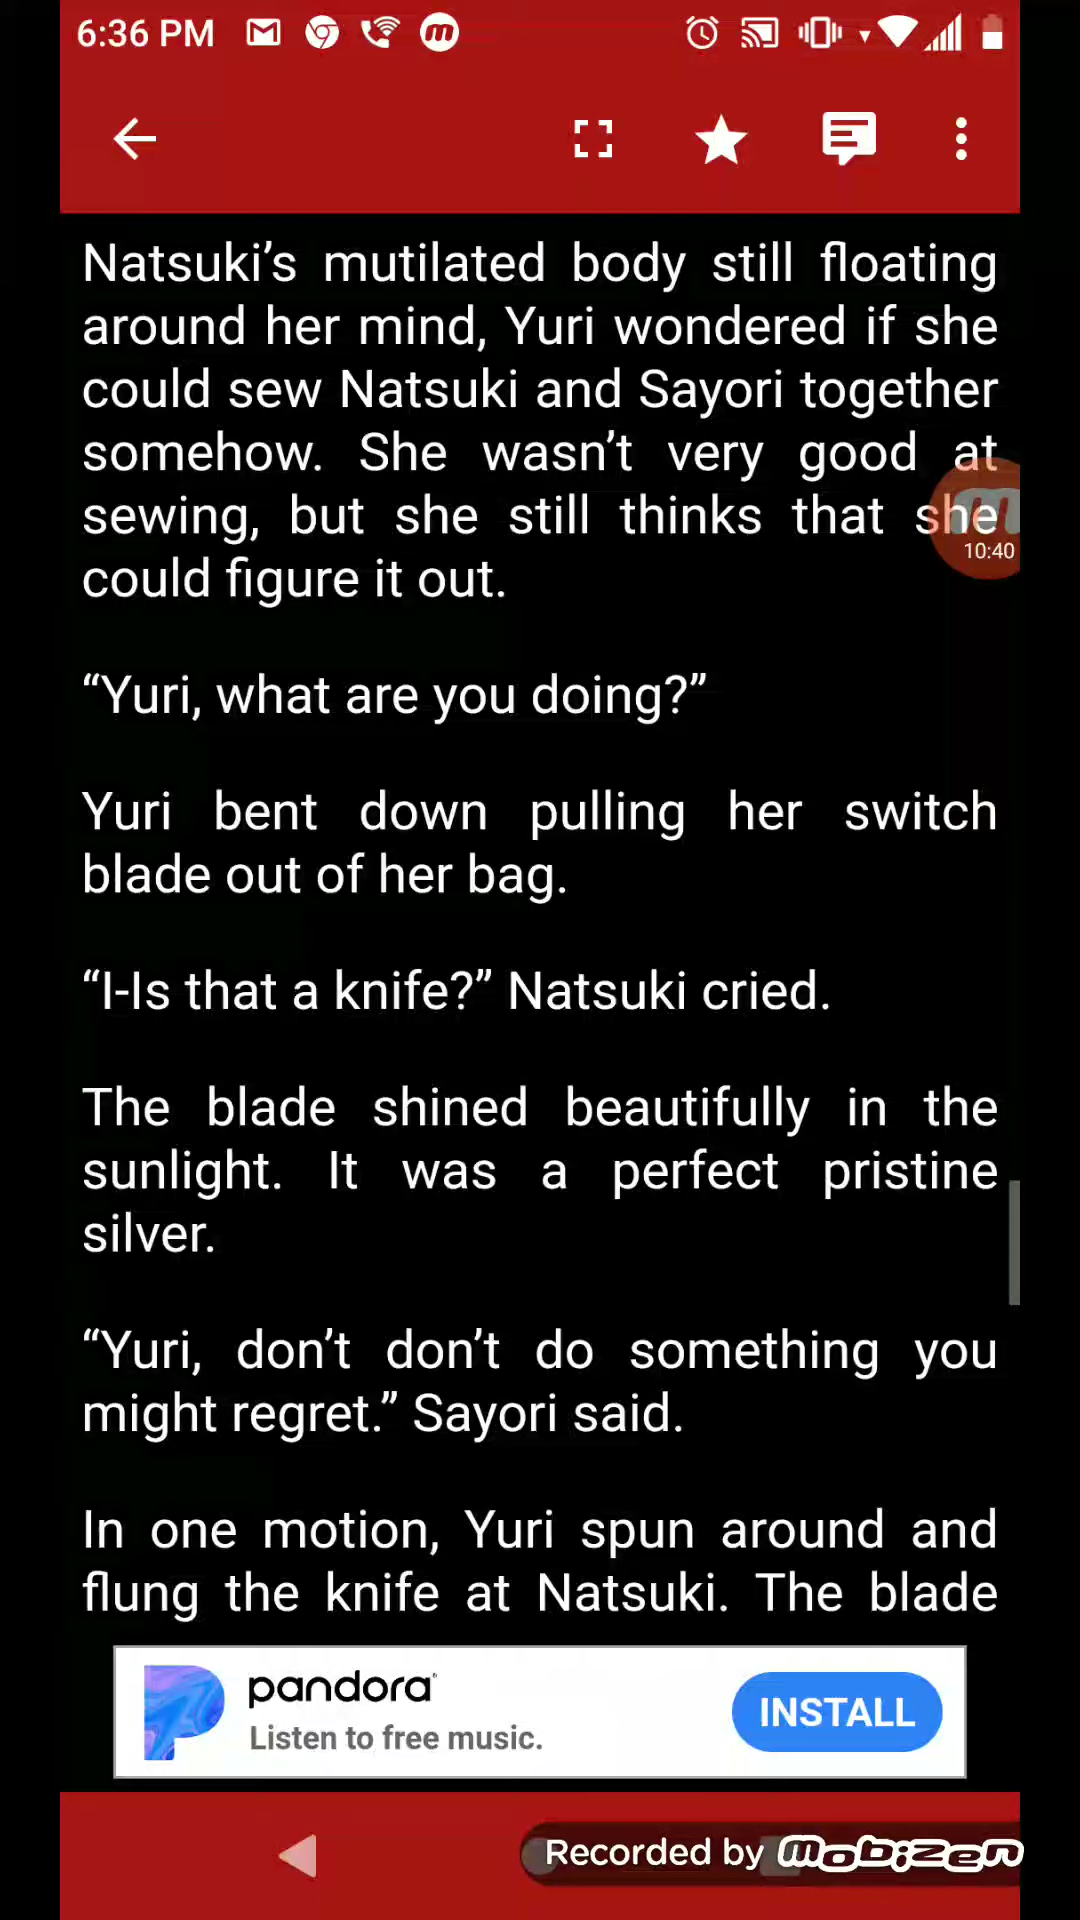 6:36 PM
Natsuki’s mutilated body still floating
around her mind, Yuri wondered if she
could sew Natsuki and Sayori together
somehow. She wasn’t very good at
sewing, but she still thinks that she
10:40
could figure it out.
“Yuri, what are you doing?”
Yuri bent down pulling her switch
blade out of her bag.
“I-Is that a knife?” Natsuki cried.
The blade shined beautifully in the
sunlight. It was a perfect pristine
silver.
“Yuri, don’t don’t do something you
might regret.” Sayori said.
In one motion, Yuri spun around and
flung the knife at Natsuki. The blade
pandora
Listen to free music.
INSTALL
Recorded by mobizen